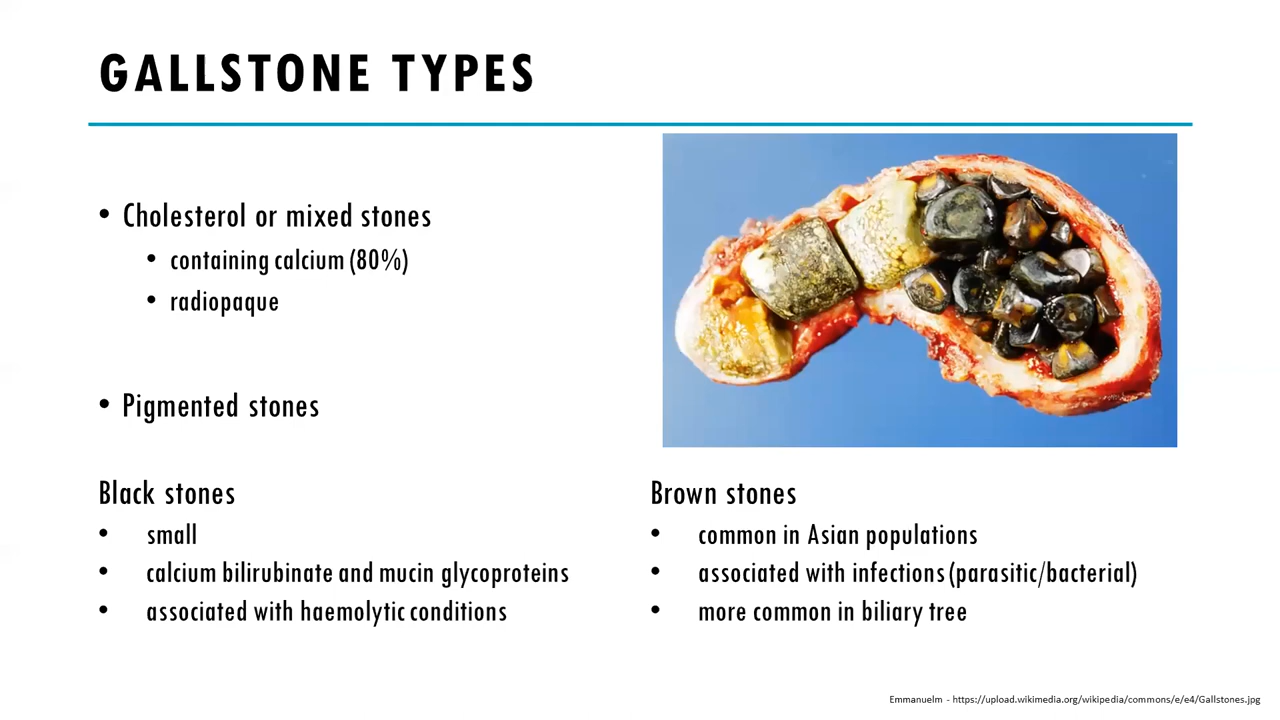 GALLSTONE TYPES
• Cholesterol or mixed stones
• containing calcium (80%)
• radiopaque
• Pigmented stones
Black stones
• small
• calcium bilirubinate and mucin glycoproteins
• associated with haemolytic conditions
Brown stones
• common in Asian populations
• associated with infections (parasitic/bacterial)
• more common in biliary tree
Emmanuelm - https://upload.wikimedia.org/wikipedia/commons/e/e4/Gallstones.jpg